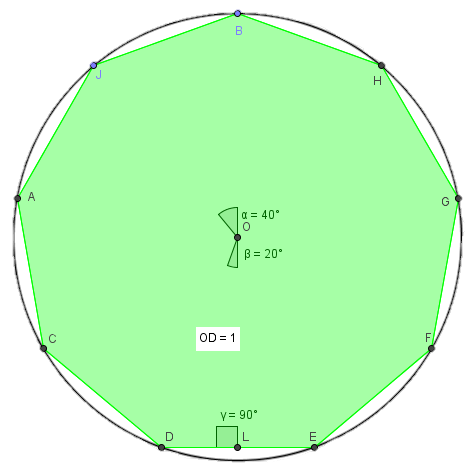 B
J
H
A
G
α = 40°
O
β = 20°
OD = 1
C
F
γ = 90°
D
L
E